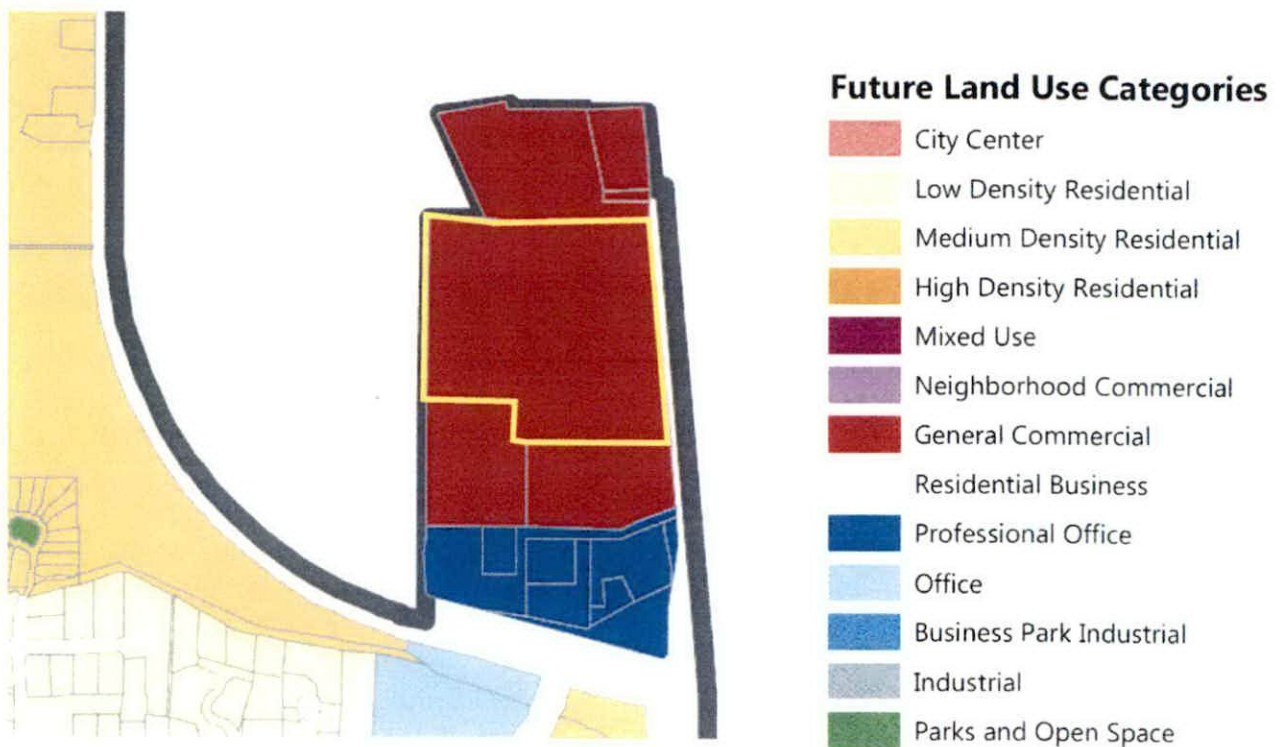 Future Land Use Categories
City Center
Low Density Residential
Medium Density Residential
High Density Residential
Mixed Use
Neighborhood Commercial
General Commercial
Residential Business
Professional Office
Office
Business Park Industrial
Industrial
Parks and Open Space